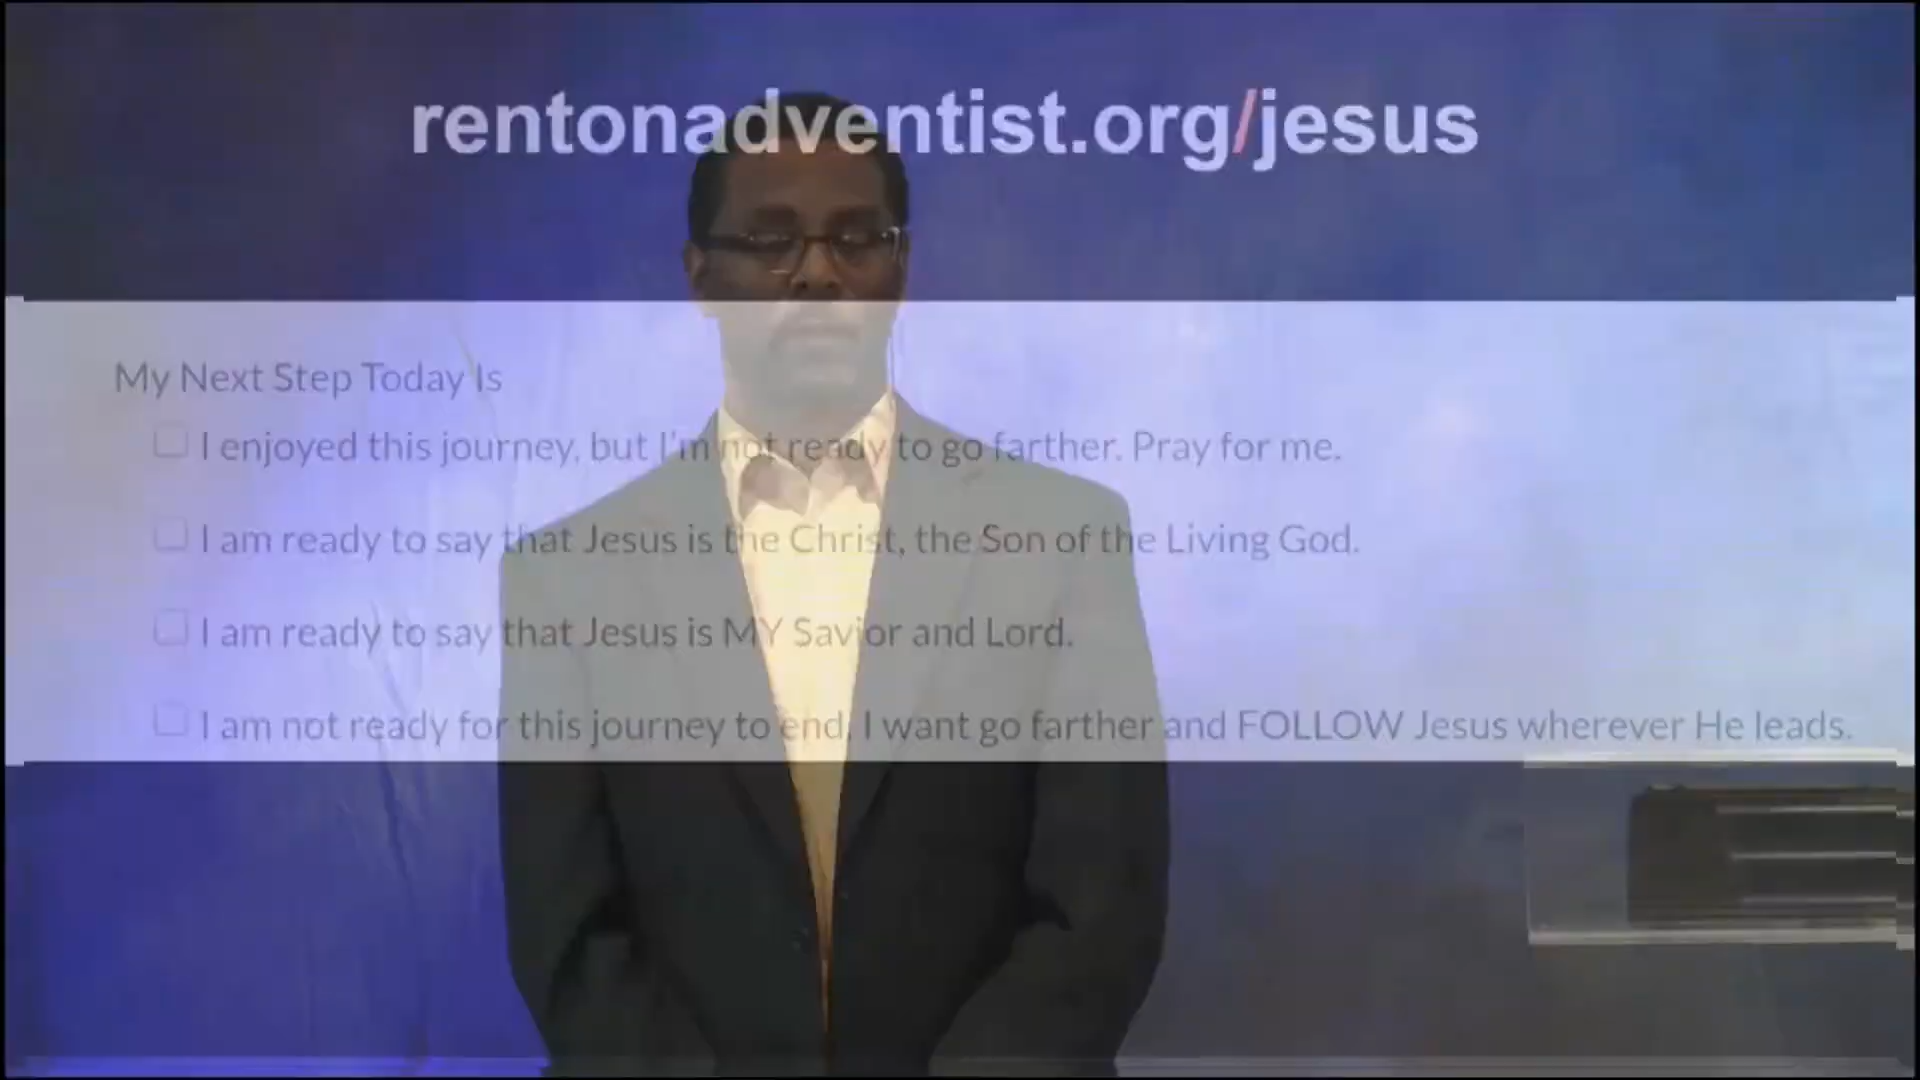 rentonadventist.org/jesus
My Next Step Today Is
I enjoyed this journey, but I'm not ready to go farther. Pray for me.
I am ready to say that Jesus is the Christ, the Son of the Living God.
I am ready to say that Jesus is MY Savior and Lord.
I am not ready for this journey to end, I want go farther and FOLLOW Jesus wherever He leads.